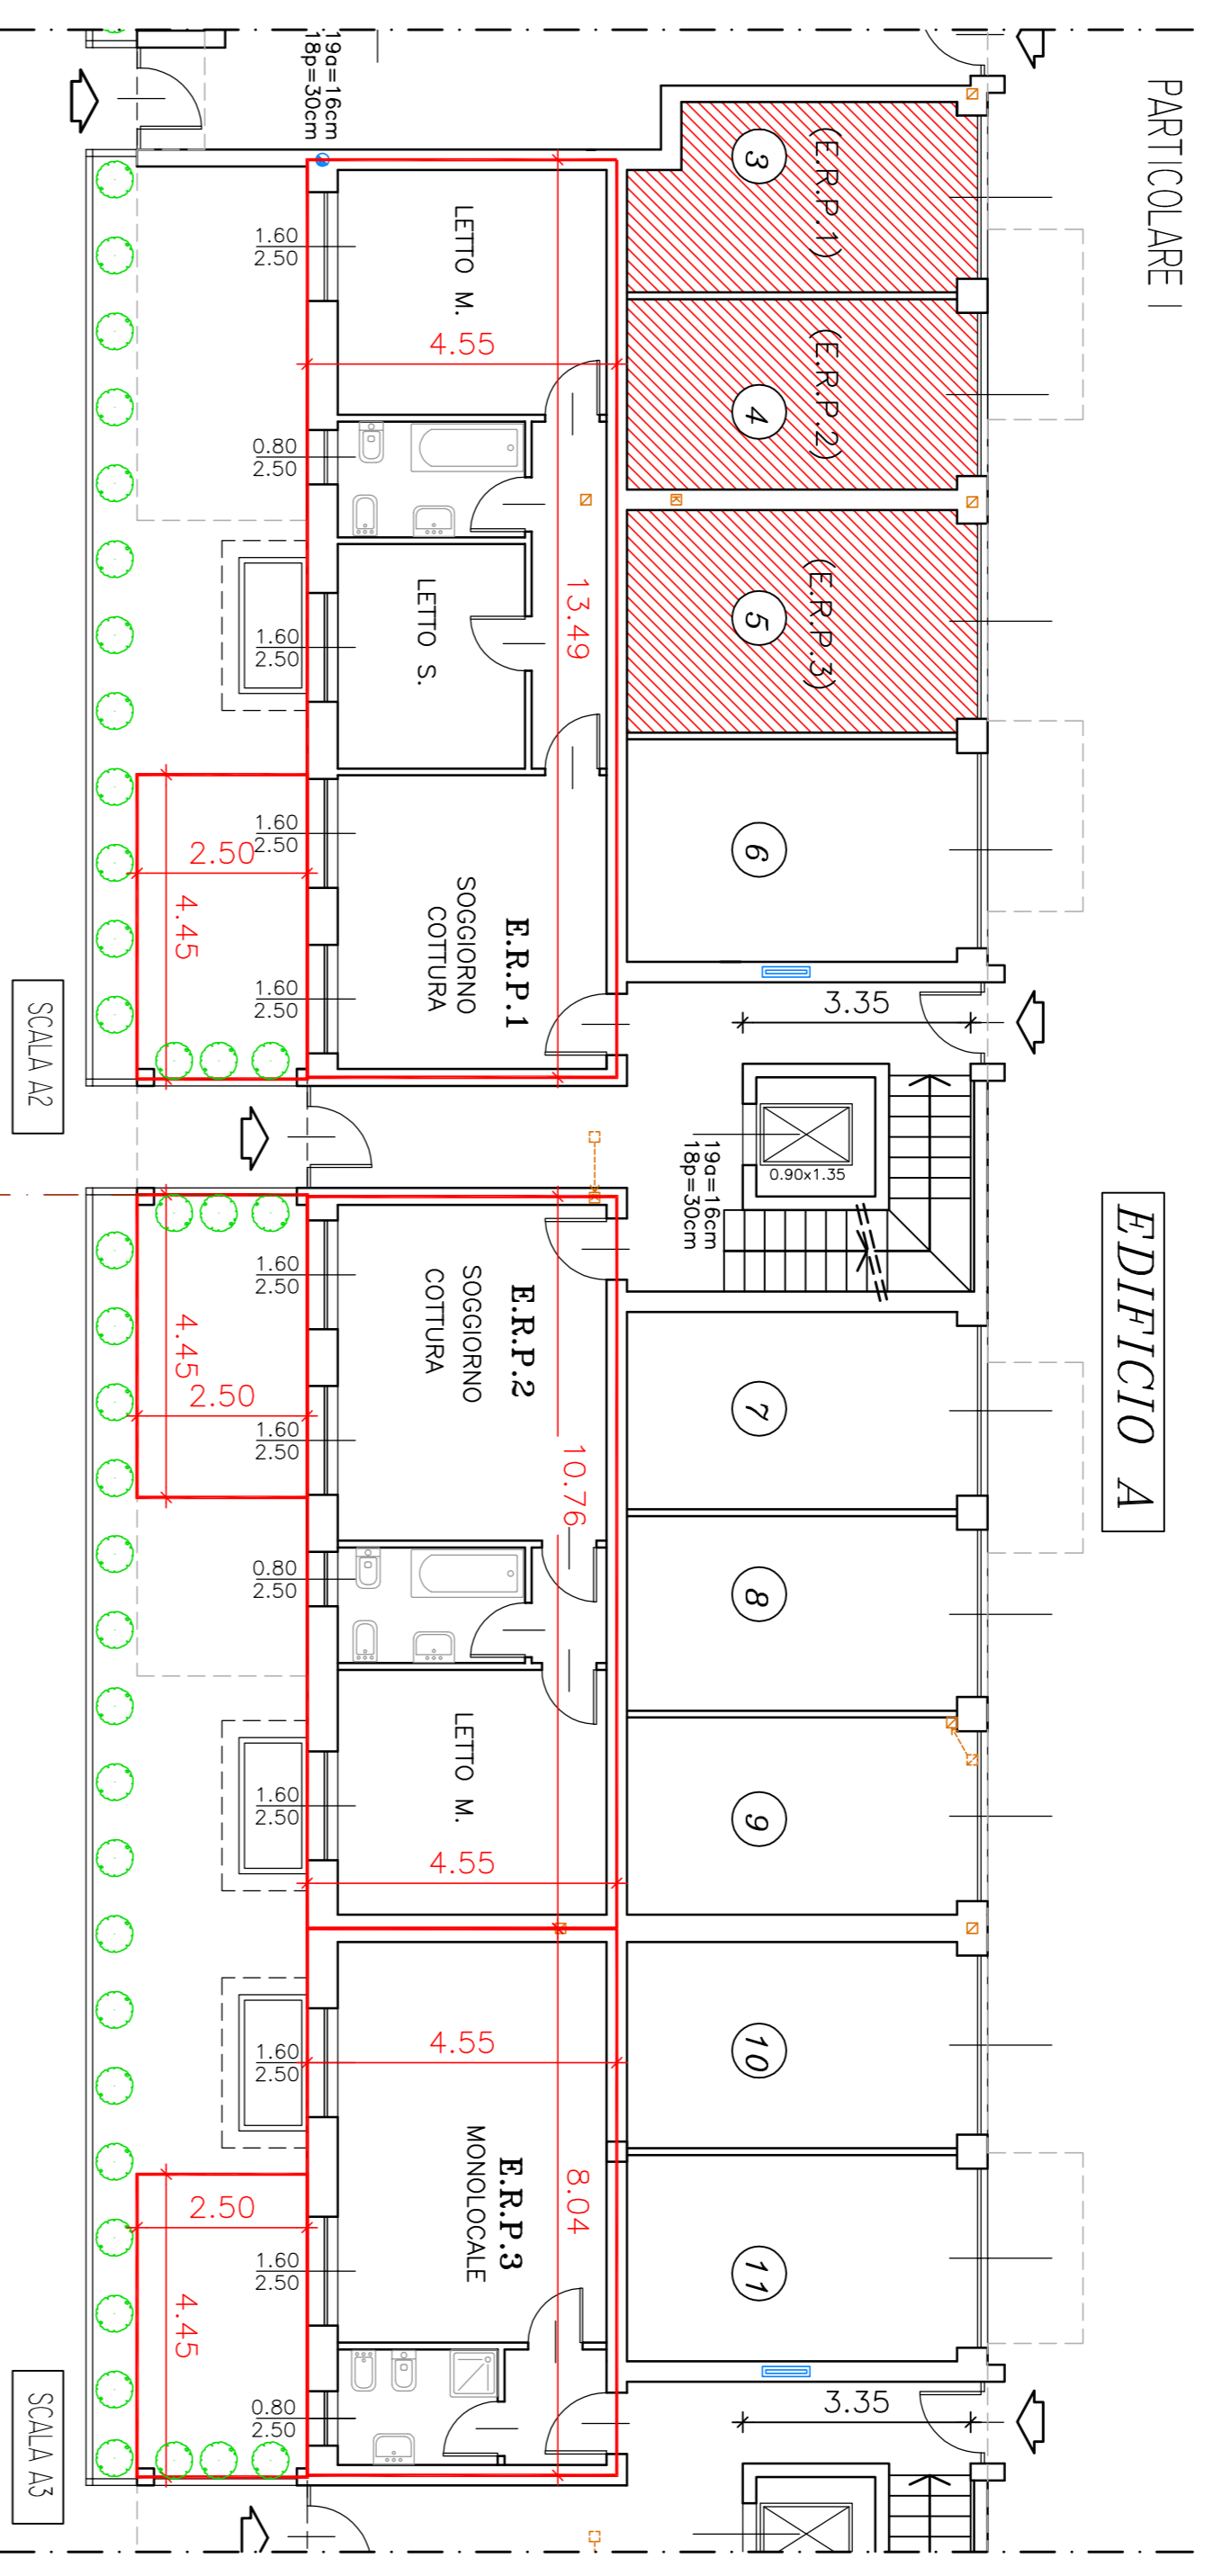 PARTICOLARE I
EDIFICIO A
19a=16cm
18p=30cm
3
(E.R.P.1)
4
(E.R.P.2)
5
(E.R.P.3)
6
3.35
0.90x1.35
19a=16cm
18p=30cm
7
8
9
10
11
3.35
LETTO M.
4.55
13.49
LETTO S.
E.R.P.1
SOGGIORNO
COTTURA
E.R.P.2
SOGGIORNO
COTTURA
10.76
LETTO M.
4.55
4.55
E.R.P.3
MONOLOCALE
8.04
1.60
2.50
0.80
2.50
1.60
2.50
1.60
2.50
1.60
2.50
1.60
2.50
1.60
2.50
0.80
2.50
1.60
2.50
1.60
2.50
1.60
2.50
0.80
2.50
2.50
4.45
4.45
2.50
2.50
4.45
SCALA A2
SCALA A3